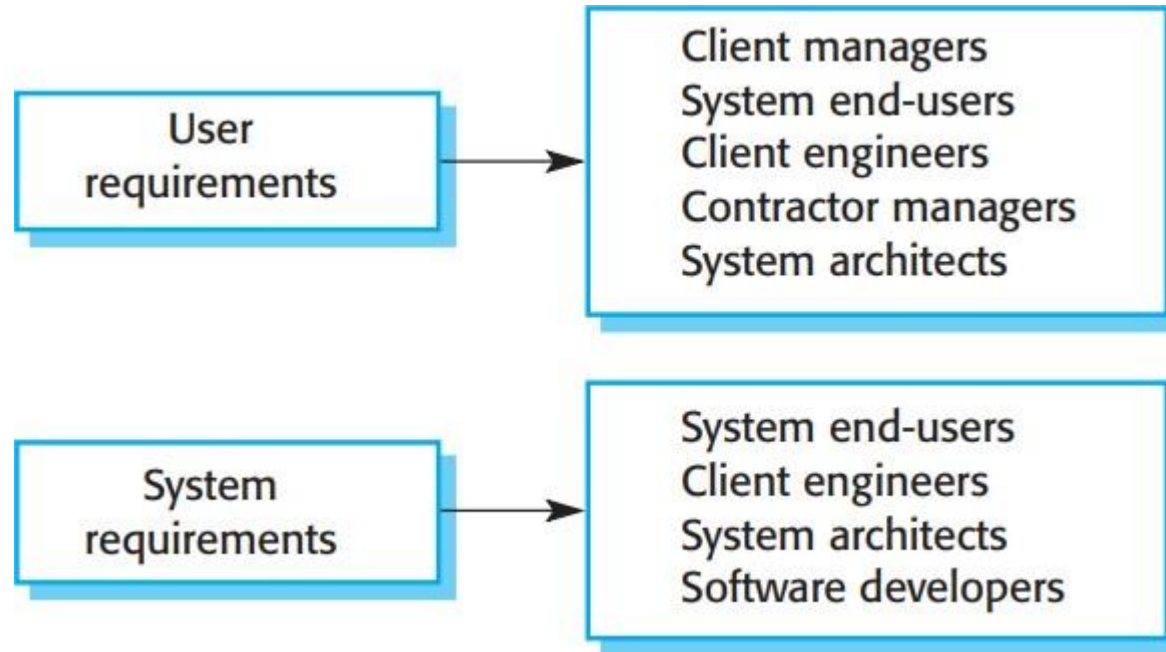 User
requirements
Client managers
System end-users
Client engineers
Contractor managers
System architects
System
requirements
System end-users
Client engineers
System architects
Software developers